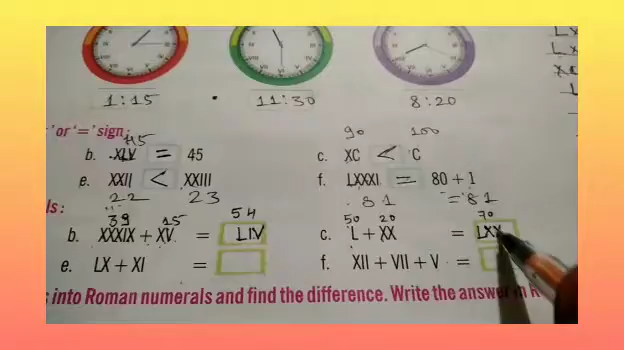 1:15 11:30 8:20
or '=' sign:
45 90 100
b. XLV = 45 c. XC < C
e. XXII < XXIII f. LXXXI = 80 + 1
22 23 81 = 81
ls :
39 15 54 50 20 70
b. XXXIX + XV = LIV c. L + XX = LXX
e. LX + XI = f. XII + VII + V =
into Roman numerals and find the difference. Write the answer in R